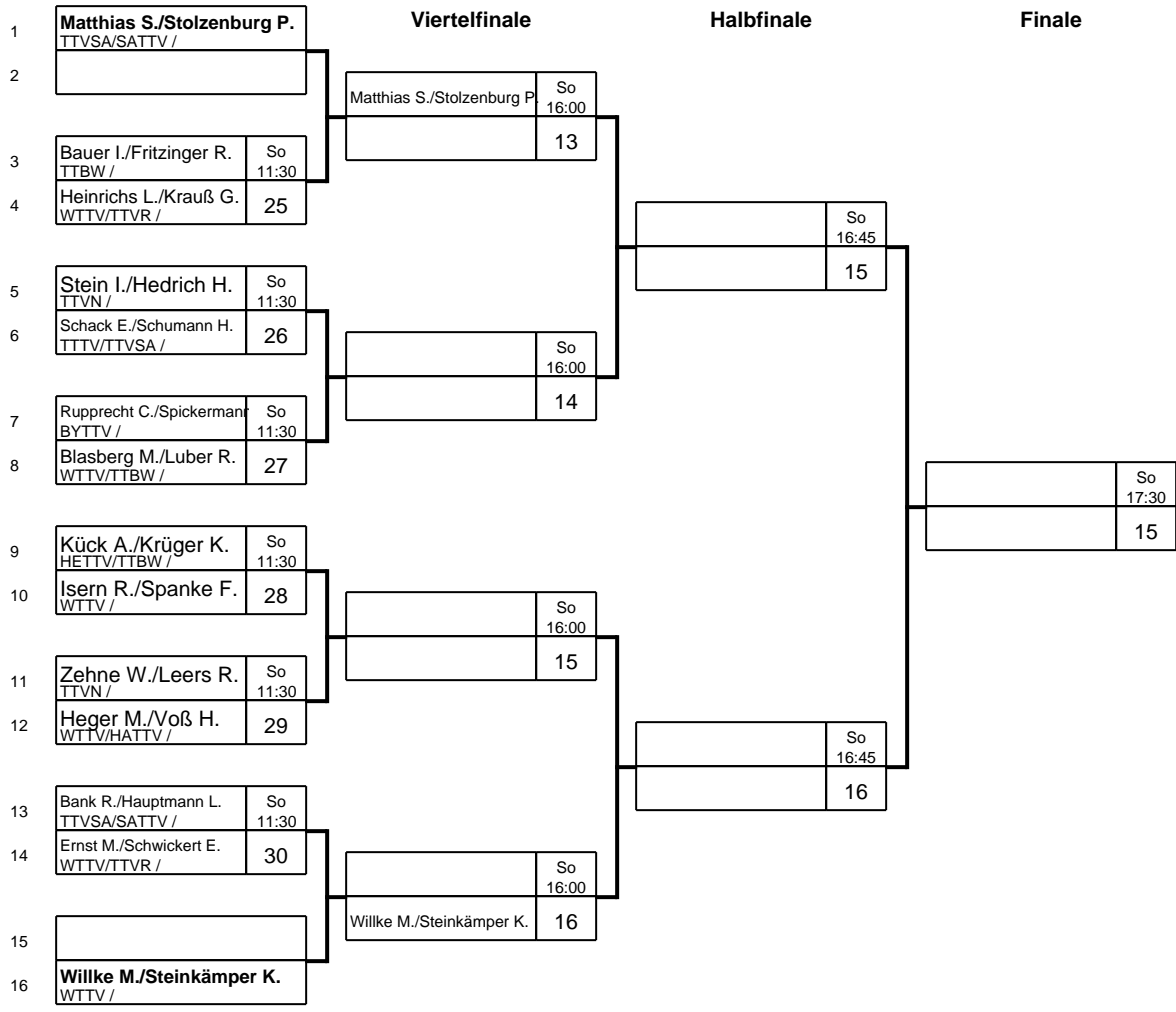 Viertelfinale
Halbfinale
Finale
1
Matthias S./Stolzenburg P.
TTVSA/SATTV /
2
Matthias S./Stolzenburg P.
So
16:00
13
3
Bauer I./Fritzinger R.
TTBW /
So
11:30
4
Heinrichs L./Krauß G.
WTTV/TTVR /
25
So
16:45
15
5
Stein I./Hedrich H.
TTVN /
So
11:30
6
Schack E./Schumann H.
TTTV/TTVSA /
26
So
16:00
14
7
Rupprecht C./Spickermann
BYTTV /
So
11:30
8
Blasberg M./Luber R.
WTTV/TTBW /
27
So
17:30
15
9
Kück A./Krüger K.
HETTV/TTBW /
So
11:30
10
Isern R./Spanke F.
WTTV /
28
So
16:00
15
11
Zehne W./Leers R.
TTVN /
So
11:30
12
Heger M./Voß H.
WTTV/HATTV /
29
So
16:45
16
13
Bank R./Hauptmann L.
TTVSA/SATTV /
So
11:30
14
Ernst M./Schwickert E.
WTTV/TTVR /
30
So
16:00
Willke M./Steinkämper K.
16
15
16
Willke M./Steinkämper K.
WTTV /